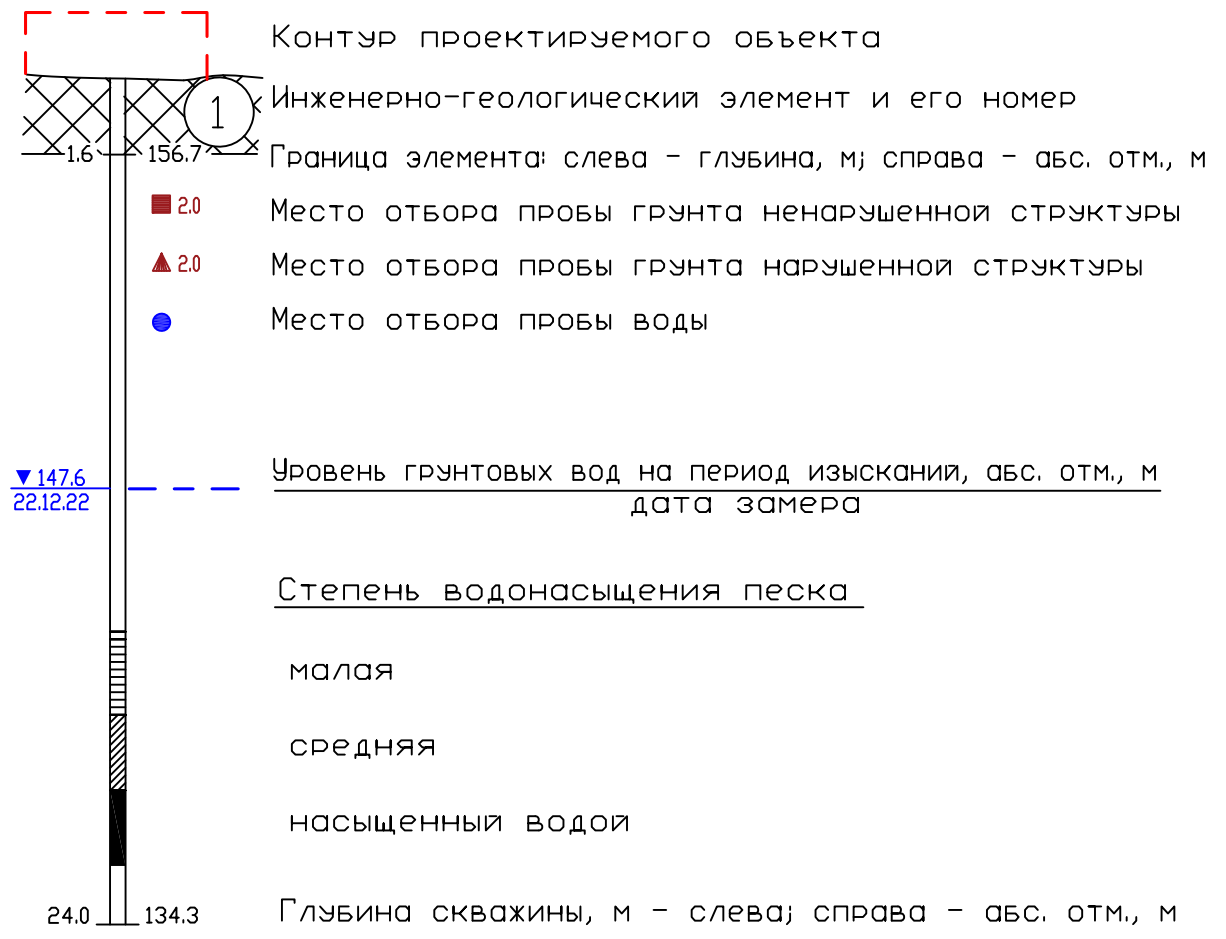 Контур проектируемого объекта
1 Инженерно-геологический элемент и его номер
1.6 156.7 Граница элемента: слева - глубина, м; справа - абс. отм., м
2.0 Место отбора пробы грунта ненарушенной структуры
2.0 Место отбора пробы грунта нарушенной структуры
Место отбора пробы воды
147.6 Уровень грунтовых вод на период изысканий, абс. отм., м
22.12.22 дата замера
Степень водонасыщения песка
малая
средняя
насыщенный водой
24.0 134.3 Глубина скважины, м - слева; справа - абс. отм., м